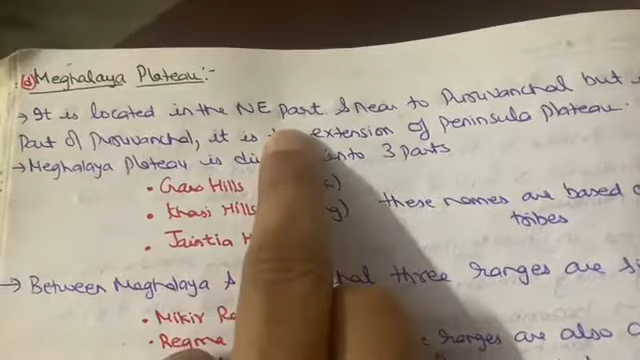 (d) Meghalaya Plateau:-
→ It is located in the NE part & near to Purvanchal but
Part of Purvanchal, it is extension of Peninsula Plateau.
→ Meghalaya Plateau is into 3 parts
• Garo Hills
• Khasi Hills these names are based
tribes
• Jaintia
→ Between Meghalaya & three ranges are
• Mikir
• Regma ranges are also